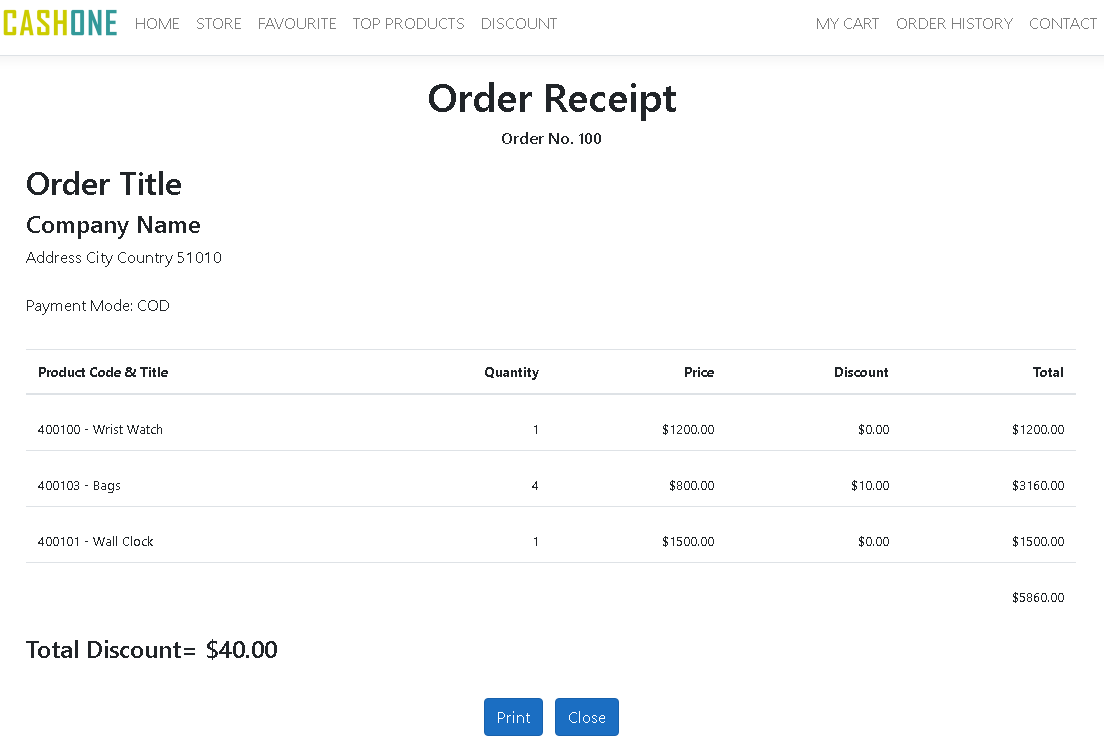 CASHONE HOME STORE FAVOURITE TOP PRODUCTS DISCOUNT MY CART ORDER HISTORY CONTACT
Order Receipt
Order No. 100
Order Title
Company Name
Address City Country 51010
Payment Mode: COD
Product Code & Title Quantity Price Discount Total
400100 - Wrist Watch 1 $1200.00 $0.00 $1200.00
400103 - Bags 4 $800.00 $10.00 $3160.00
400101 - Wall Clock 1 $1500.00 $0.00 $1500.00
$5860.00
Total Discount= $40.00
Print Close